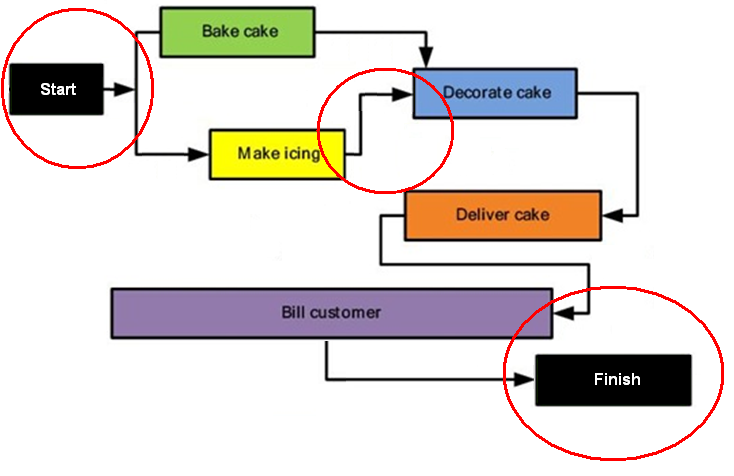 Bake cake
Start
Decorate cake
Make icing
Deliver cake
Bill customer
Finish